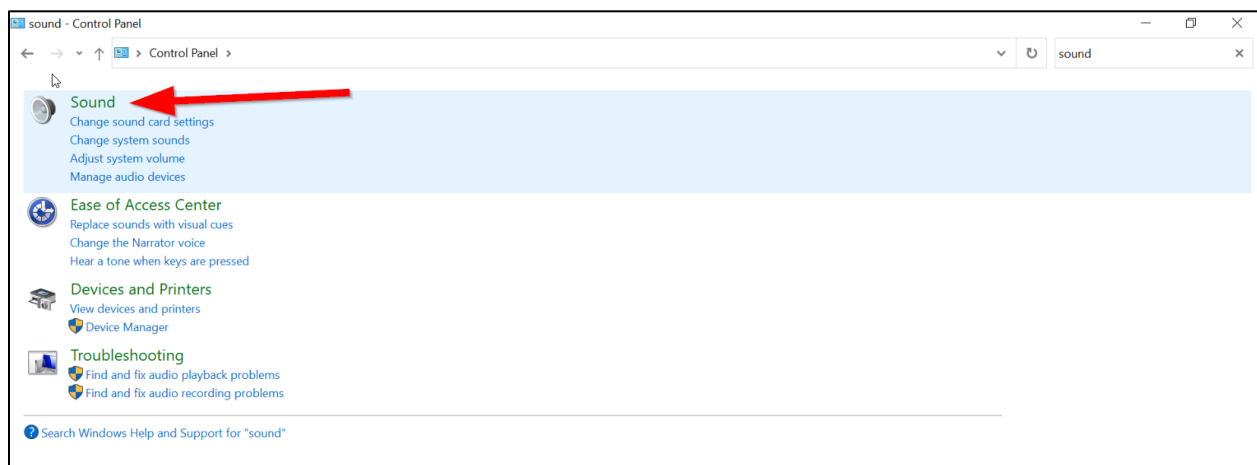 sound - Control Panel
Control Panel
sound
Sound
Change sound card settings
Change system sounds
Adjust system volume
Manage audio devices
Ease of Access Center
Replace sounds with visual cues
Change the Narrator voice
Hear a tone when keys are pressed
Devices and Printers
View devices and printers
Device Manager
Troubleshooting
Find and fix audio playback problems
Find and fix audio recording problems
Search Windows Help and Support for "sound"